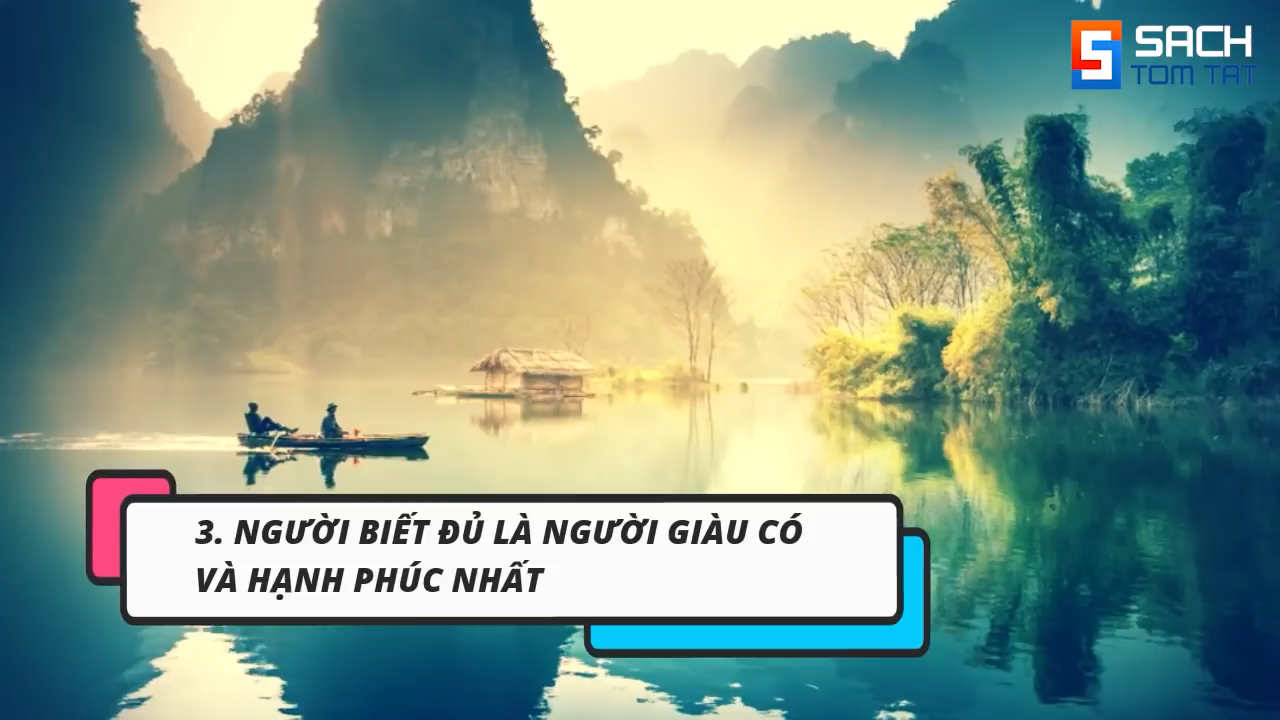 SACH
TOM TAT
3. NGƯỜI BIẾT ĐỦ LÀ NGƯỜI GIÀU CÓ
VÀ HẠNH PHÚC NHẤT